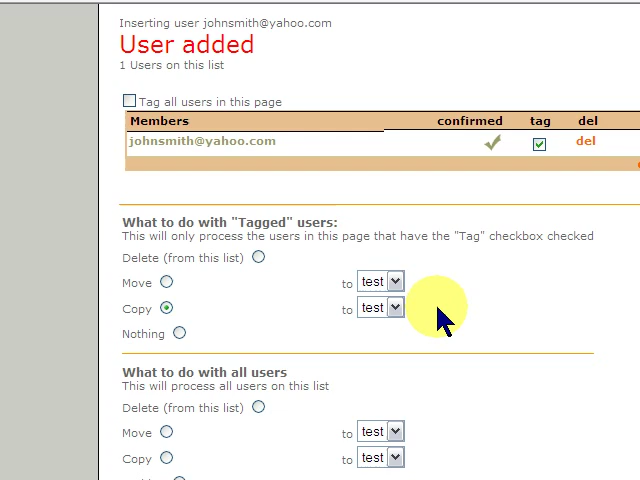 Inserting user johnsmith@yahoo.com
User added
1 Users on this list
Tag all users in this page
Members confirmed tag del
johnsmith@yahoo.com del
What to do with "Tagged" users:
This will only process the users in this page that have the "Tag" checkbox checked
Delete (from this list)
Move to test
Copy to test
Nothing
What to do with all users
This will process all users on this list
Delete (from this list)
Move to test
Copy to test